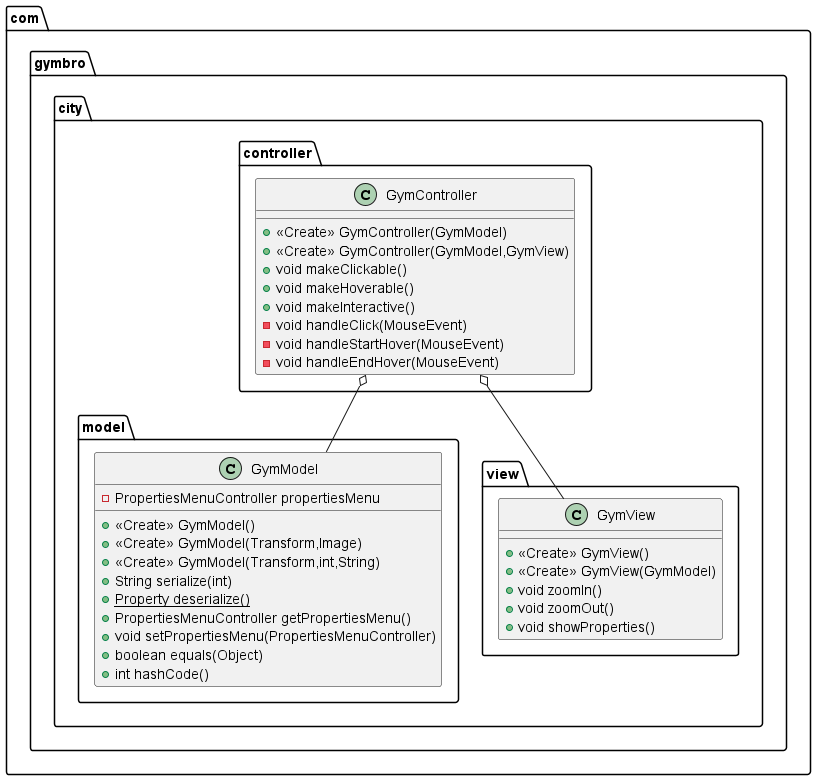 com
gymbro
city
controller
C GymController
«Create» GymController(GymModel)
«Create» GymController(GymModel,GymView)
void makeClickable()
void makeHoverable()
void makeInteractive()
void handleClick(MouseEvent)
void handleStartHover(MouseEvent)
void handleEndHover(MouseEvent)
model
C GymModel
PropertiesMenuController propertiesMenu
«Create» GymModel()
«Create» GymModel(Transform,Image)
«Create» GymModel(Transform,int,String)
String serialize(int)
Property deserialize()
PropertiesMenuController getPropertiesMenu()
void setPropertiesMenu(PropertiesMenuController)
boolean equals(Object)
int hashCode()
view
C GymView
«Create» GymView()
«Create» GymView(GymModel)
void zoomIn()
void zoomOut()
void showProperties()